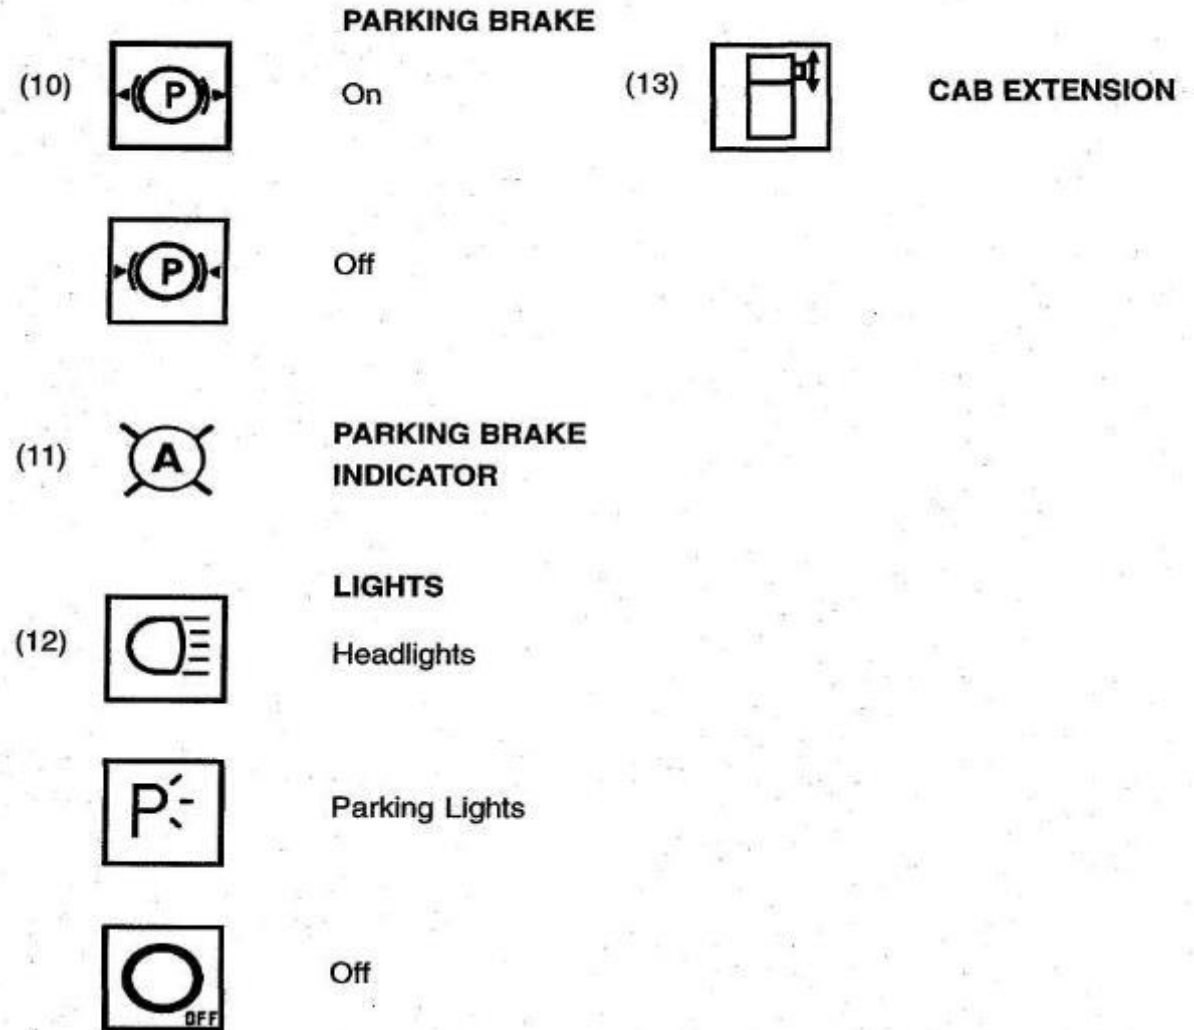 PARKING BRAKE
(10) P On
P Off
(11) A PARKING BRAKE
INDICATOR
LIGHTS
(12) Headlights
P Parking Lights
OFF Off
(13) CAB EXTENSION